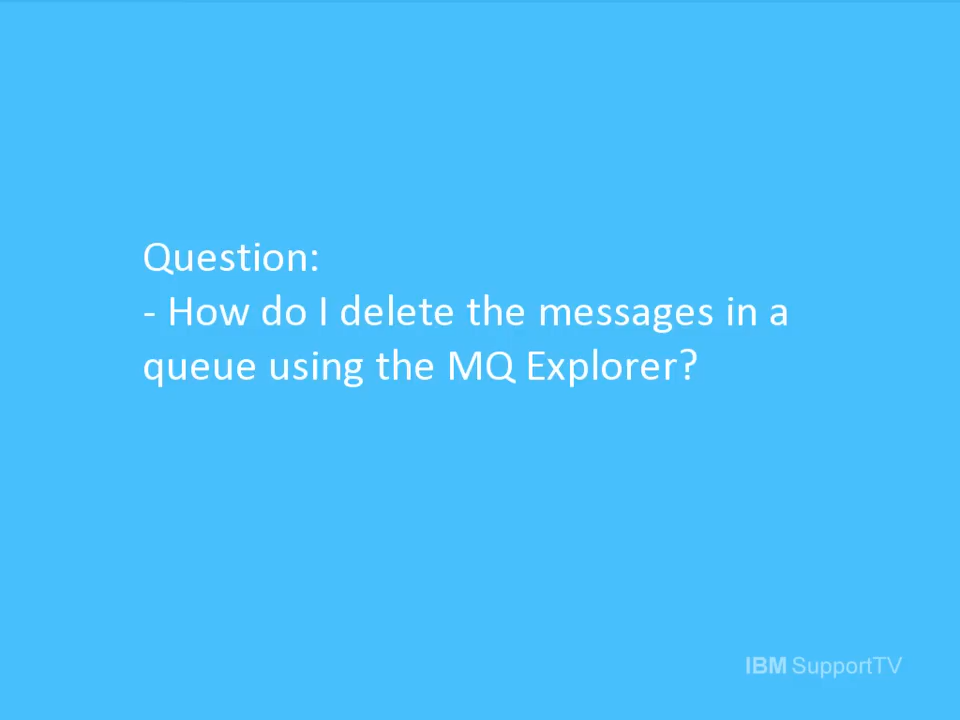 Question:
- How do I delete the messages in a
queue using the MQ Explorer?
IBM SupportTV